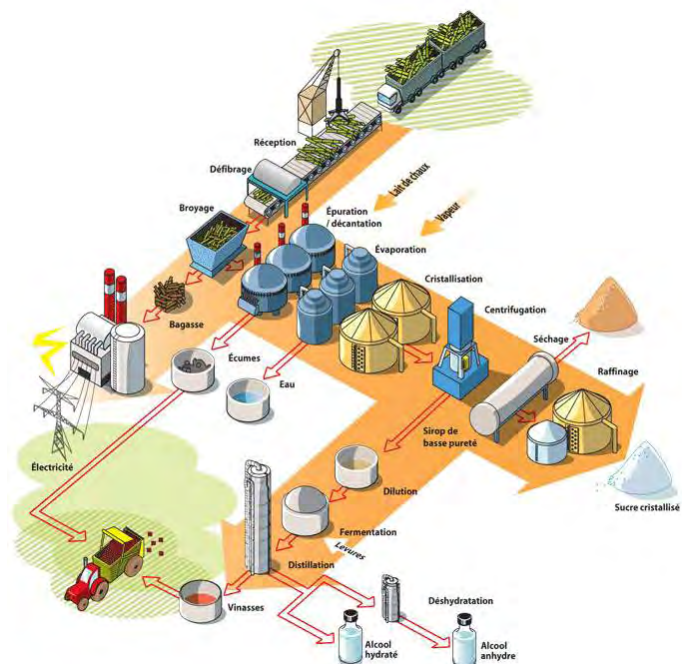 Réception
Défibrage
Lait de chaux
Broyage
Vapeur
Épuration
/ décantation
Évaporation
Cristallisation
Centrifugation
Séchage
Bagasse
Écumes
Eau
Raffinage
Sirop de
basse pureté
Électricité
Dilution
Sucre cristallisé
Fermentation
Levures
Distillation
Vinasses
Déshydratation
Alcool
hydraté
Alcool
anhydre